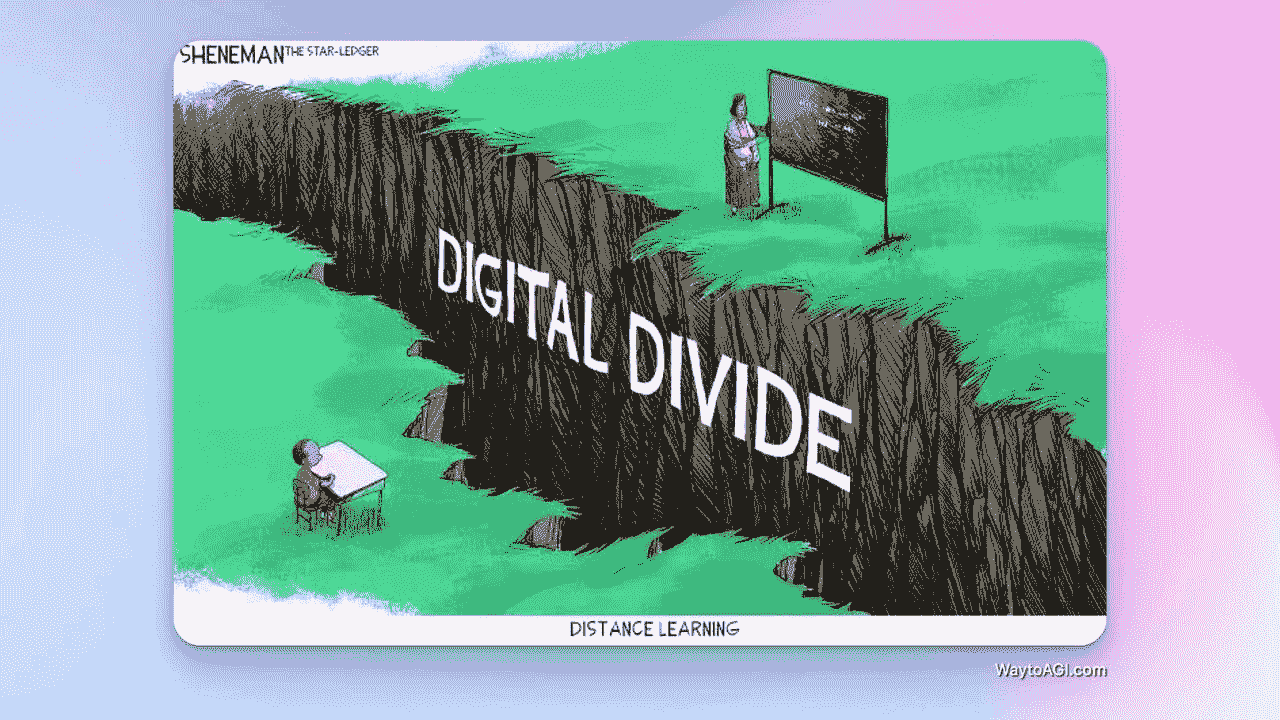 SHENEMAN THE STAR-LEDGER
DIGITAL DIVIDE
DISTANCE LEARNING
WaytoAGI.com